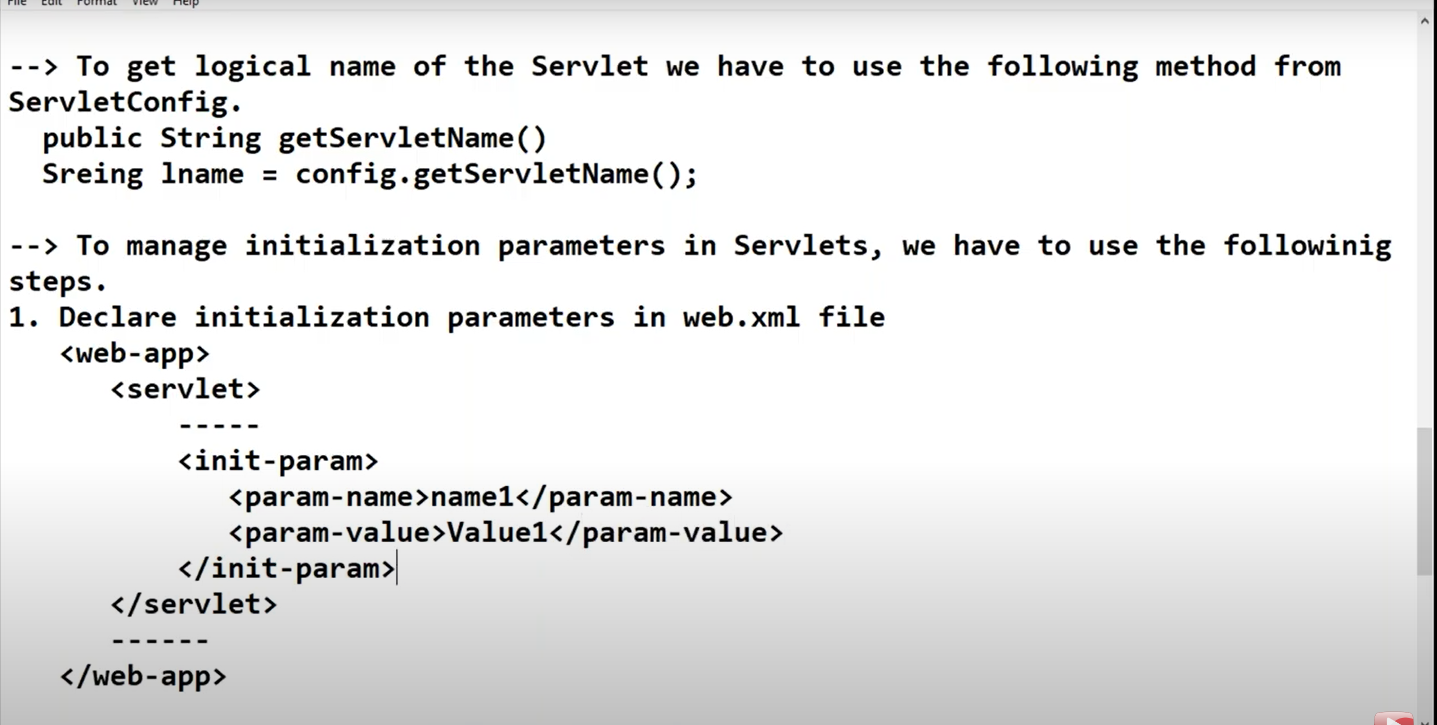 File Edit Format View Help
--> To get logical name of the Servlet we have to use the following method from
ServletConfig.
public String getServletName()
Sreing lname = config.getServletName();
--> To manage initialization parameters in Servlets, we have to use the followinig
steps.
1. Declare initialization parameters in web.xml file
<web-app>
<servlet>
-----
<init-param>
<param-name>name1</param-name>
<param-value>Value1</param-value>
</init-param>
</servlet>
------
</web-app>